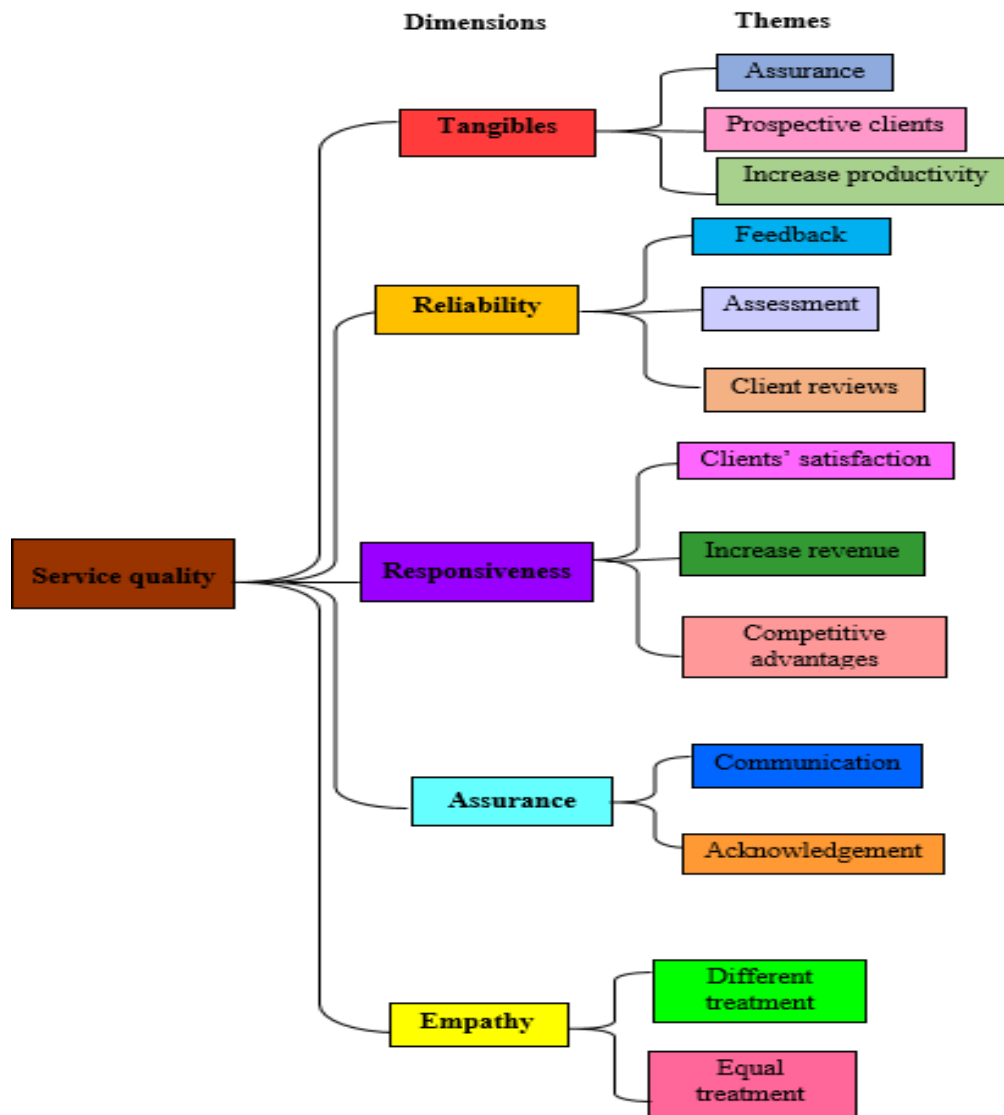 Dimensions
Themes
Tangibles
Assurance
Prospective clients
Increase productivity
Reliability
Feedback
Assessment
Client reviews
Service quality
Responsiveness
Clients’ satisfaction
Increase revenue
Competitive
advantages
Assurance
Communication
Acknowledgement
Empathy
Different
treatment
Equal
treatment